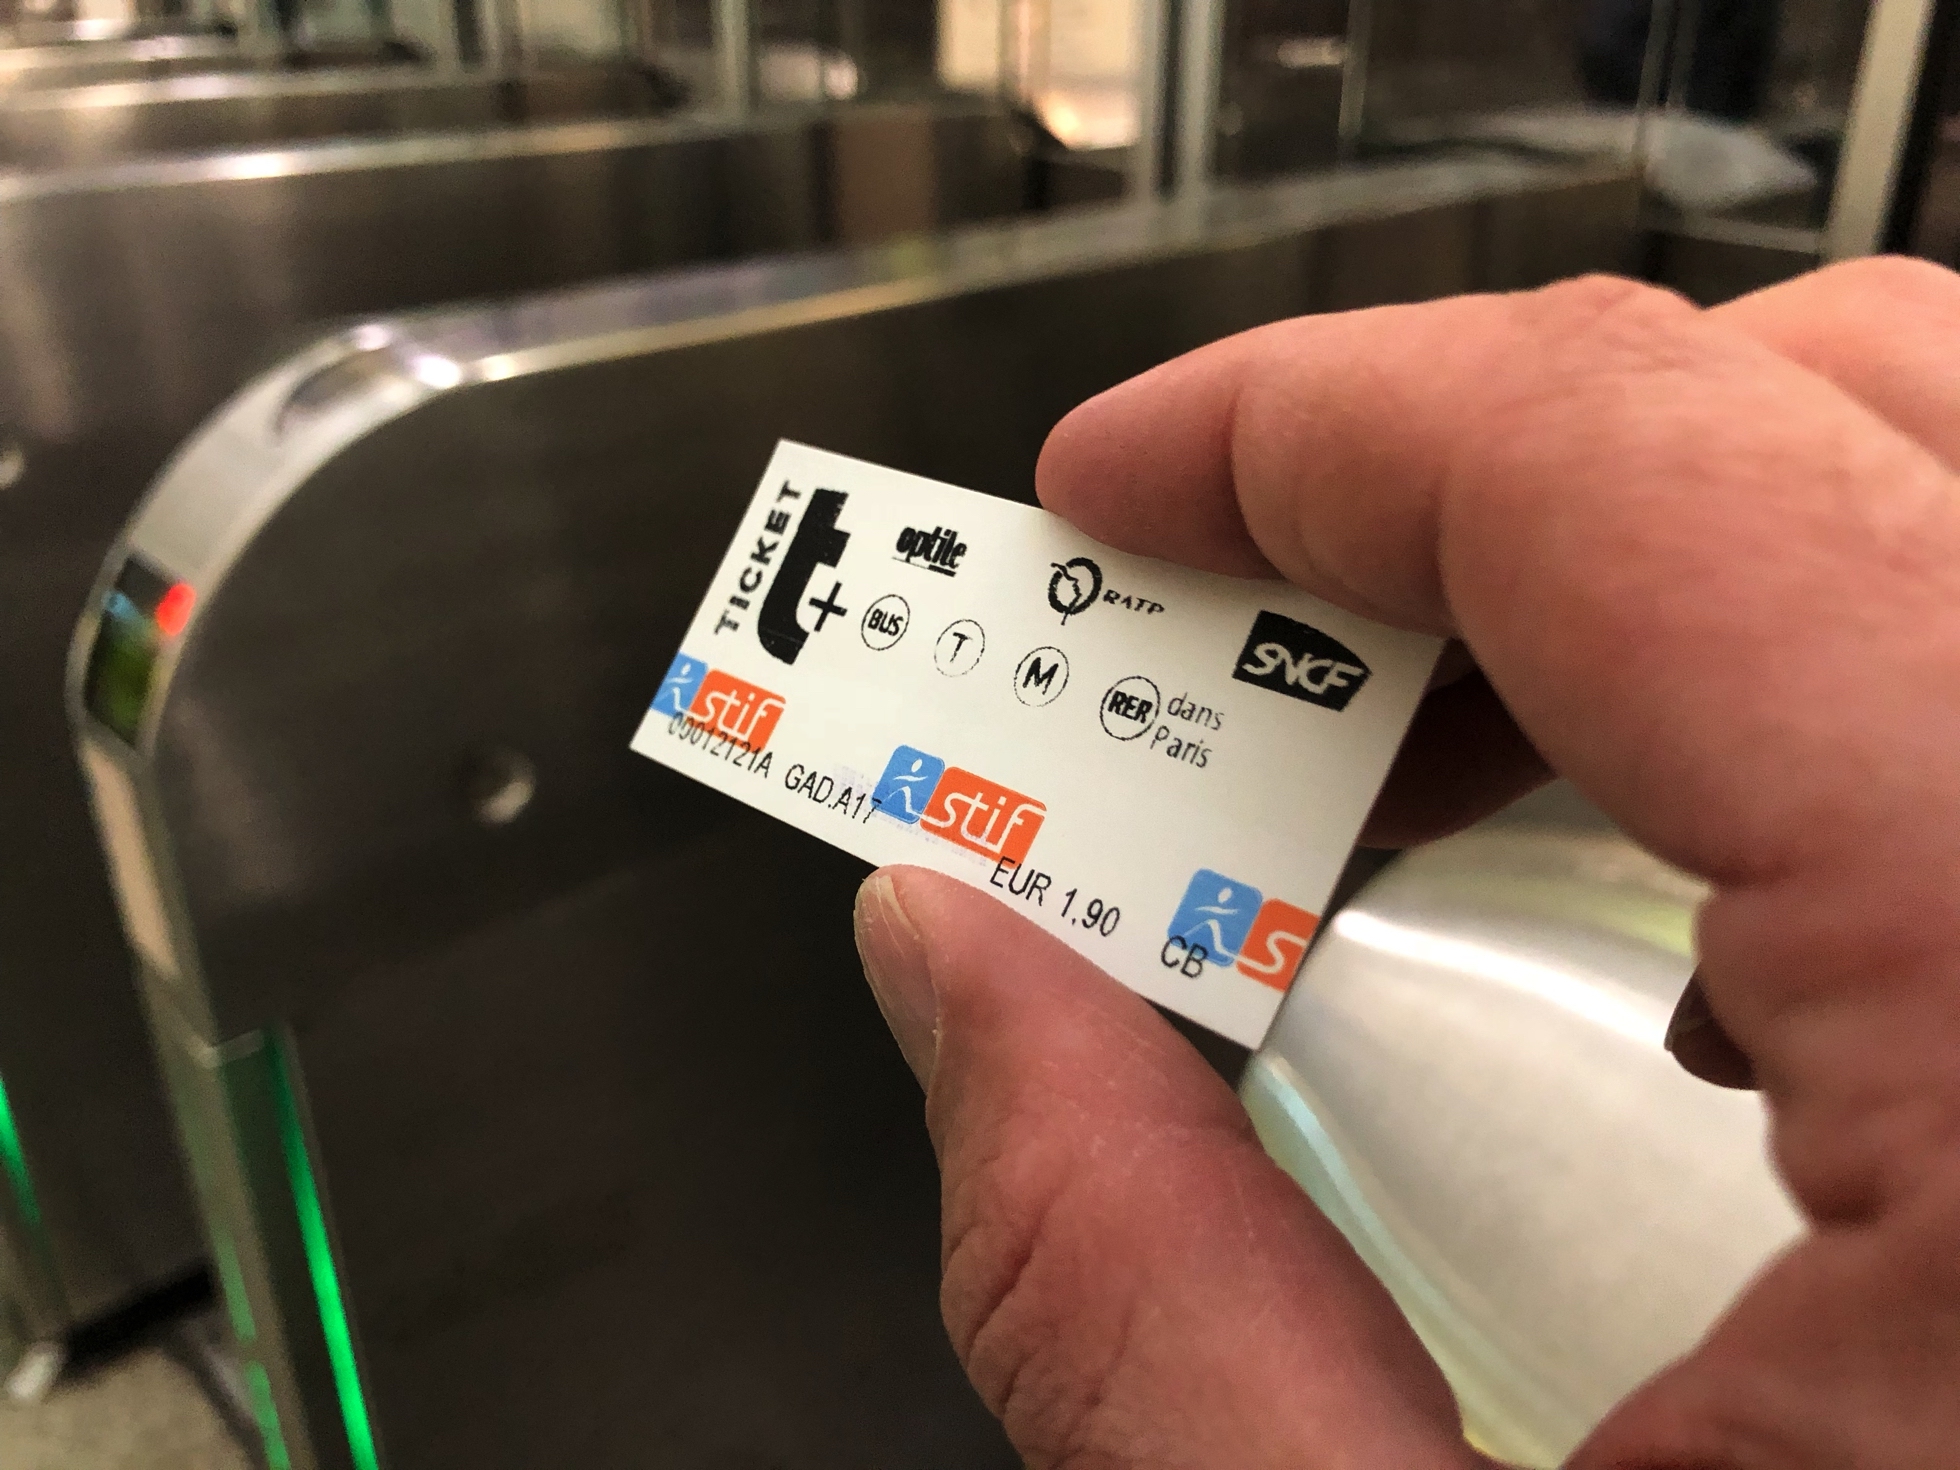 TICKET
t+
optile
RATP
SNCF
BUS T M RER dans
Paris
stif
stif
s
00012121A GAD.A17 EUR 1.90 CB